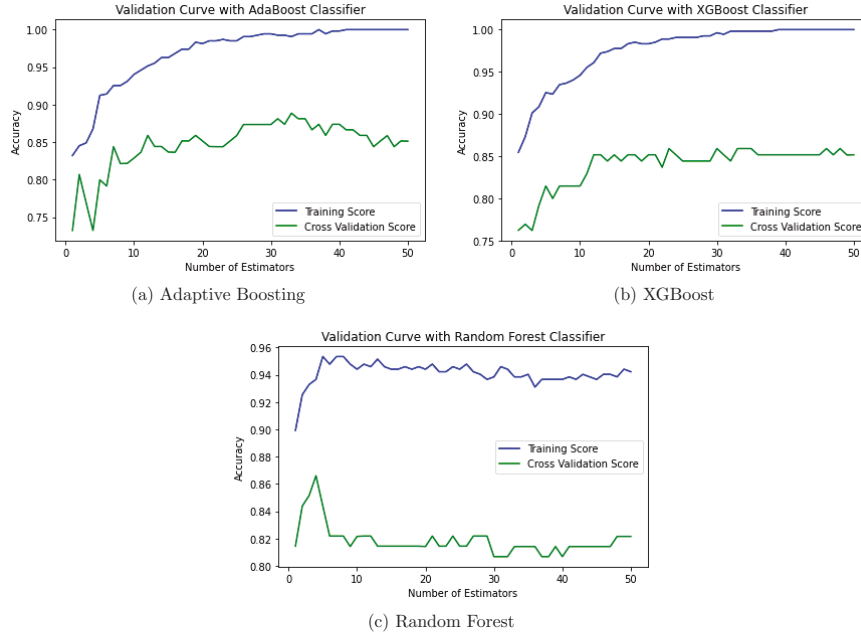 Validation Curve with AdaBoost Classifier
1.00
0.95
0.90
0.85
0.80
0.75
Accuracy
Training Score
Cross Validation Score
0
10
20
30
40
50
Number of Estimators
(a) Adaptive Boosting
Validation Curve with XGBoost Classifier
1.00
0.95
0.90
0.85
0.80
0.75
Accuracy
Training Score
Cross Validation Score
0
10
20
30
40
50
Number of Estimators
(b) XGBoost
Validation Curve with Random Forest Classifier
0.96
0.94
0.92
0.90
0.88
0.86
0.84
0.82
0.80
Accuracy
Training Score
Cross Validation Score
0
10
20
30
40
50
Number of Estimators
(c) Random Forest